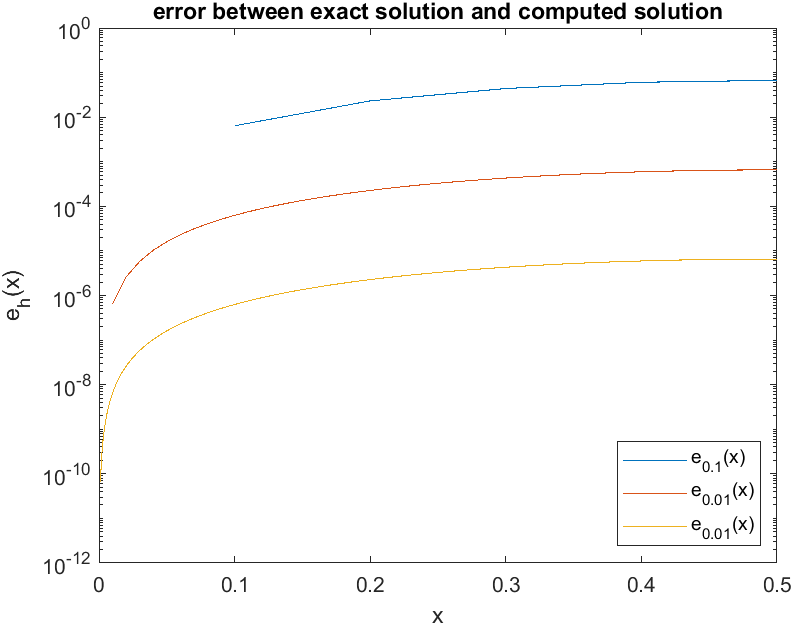 error between exact solution and computed solution
10^0
10^-2
10^-4
10^-6
10^-8
10^-10
10^-12
e_h(x)
e_0.1(x)
e_0.01(x)
e_0.01(x)
0 0.1 0.2 0.3 0.4 0.5
x